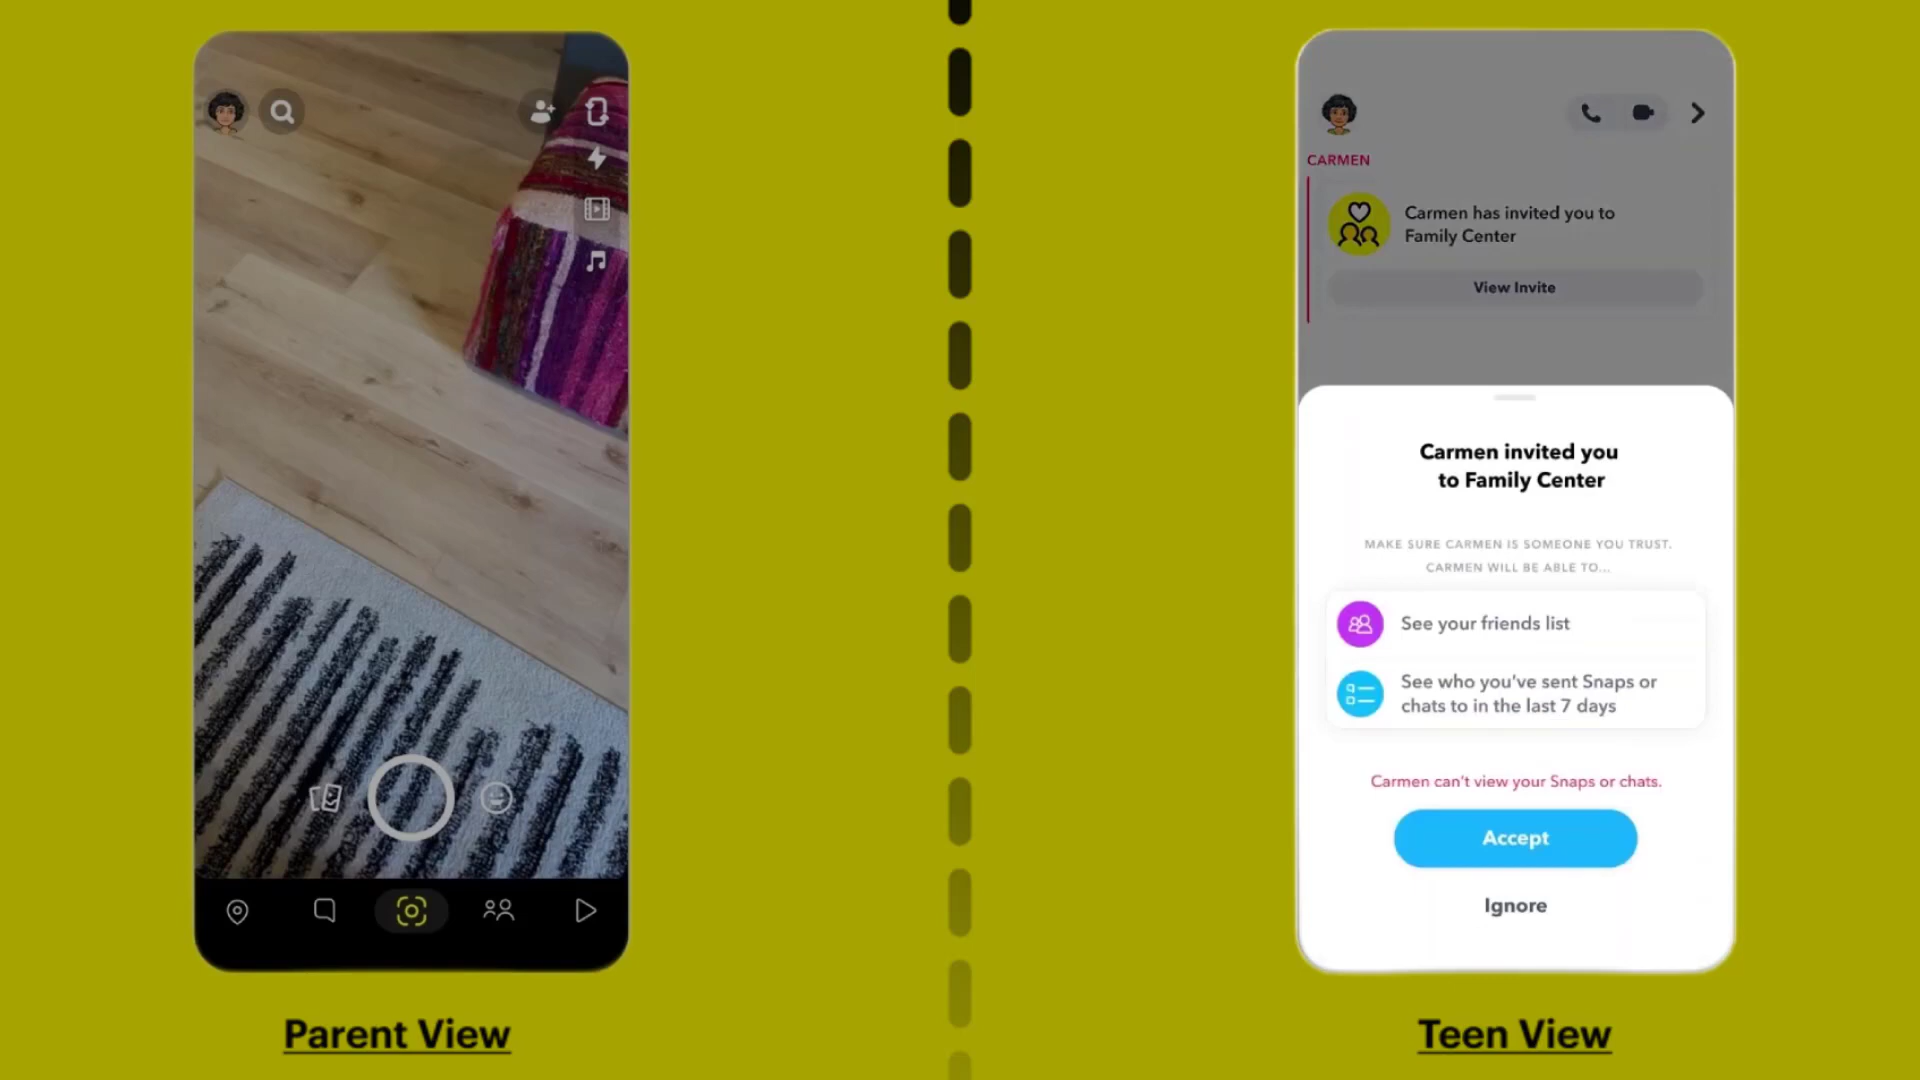 CARMEN
Carmen has invited you to
Family Center
View Invite
Carmen invited you
to Family Center
MAKE SURE CARMEN IS SOMEONE YOU TRUST.
CARMEN WILL BE ABLE TO...
See your friends list
See who you’ve sent Snaps or
chats to in the last 7 days
Carmen can’t view your Snaps or chats.
Accept
Ignore
Parent View
Teen View